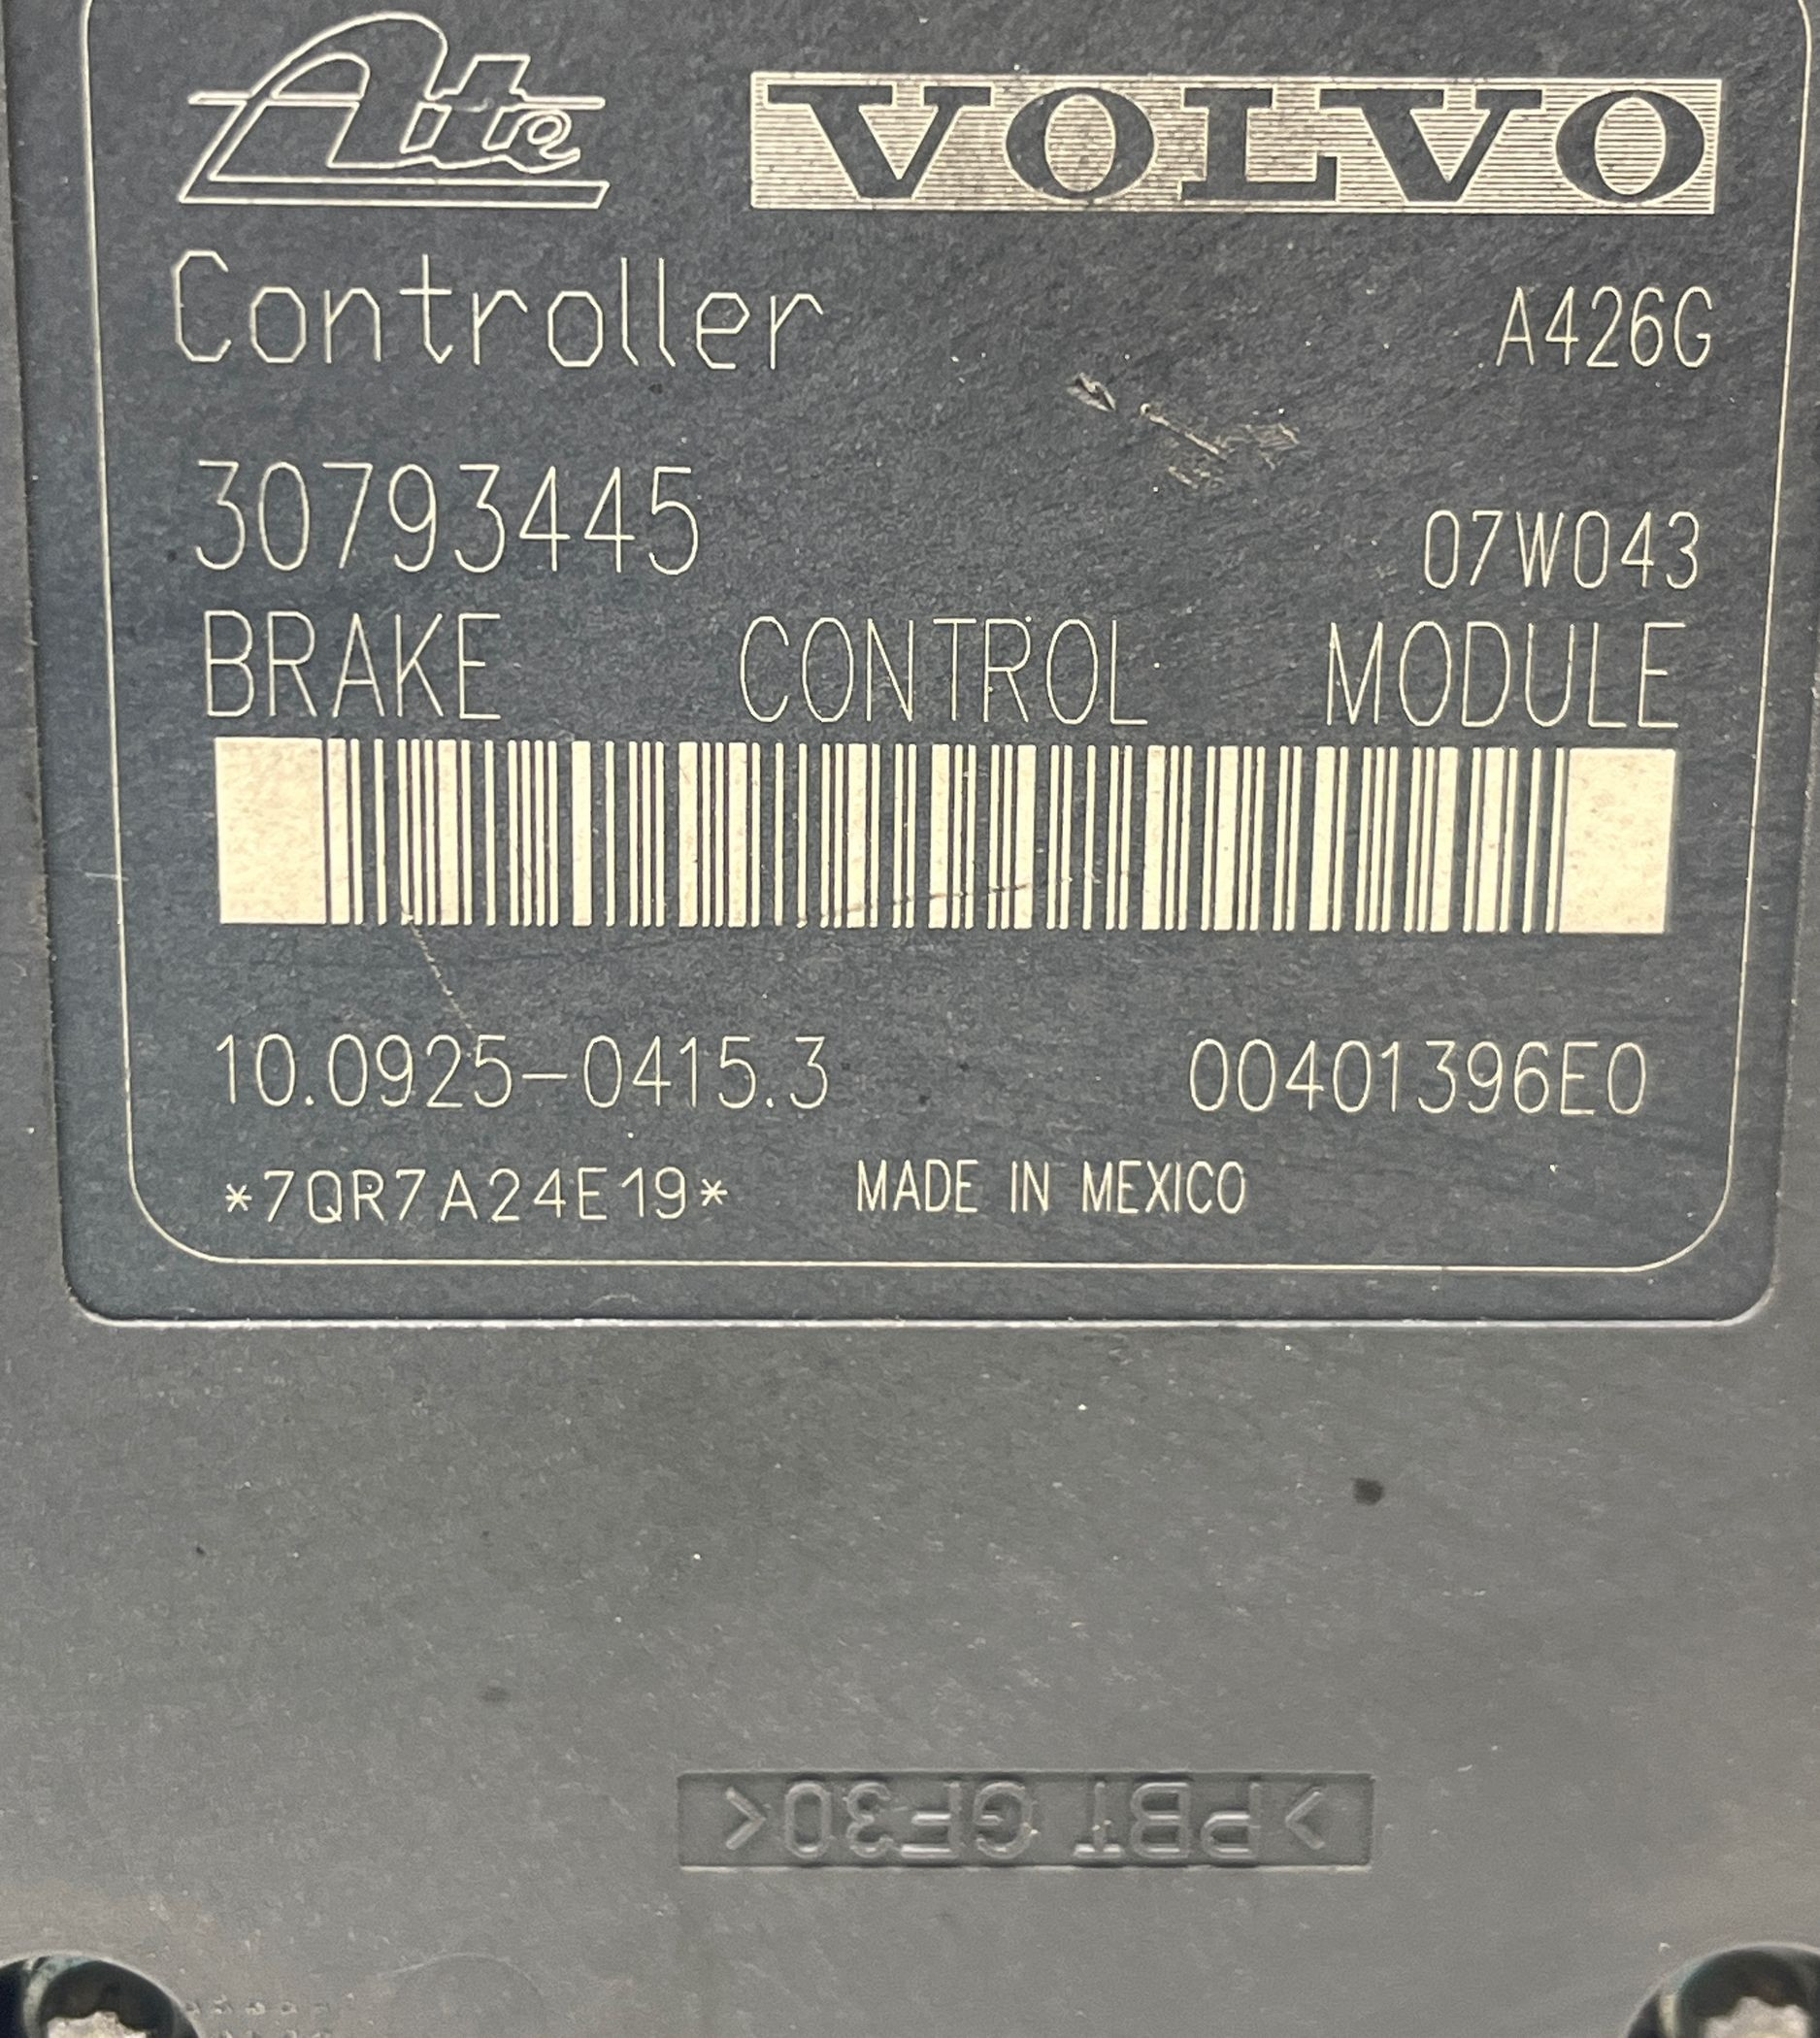 Ate VOLVO
Controller A426G
30793445 07W043
BRAKE CONTROL MODULE
10.0925-0415.3 00401396E0
*7QR7A24E19* MADE IN MEXICO
>PBT GF30<